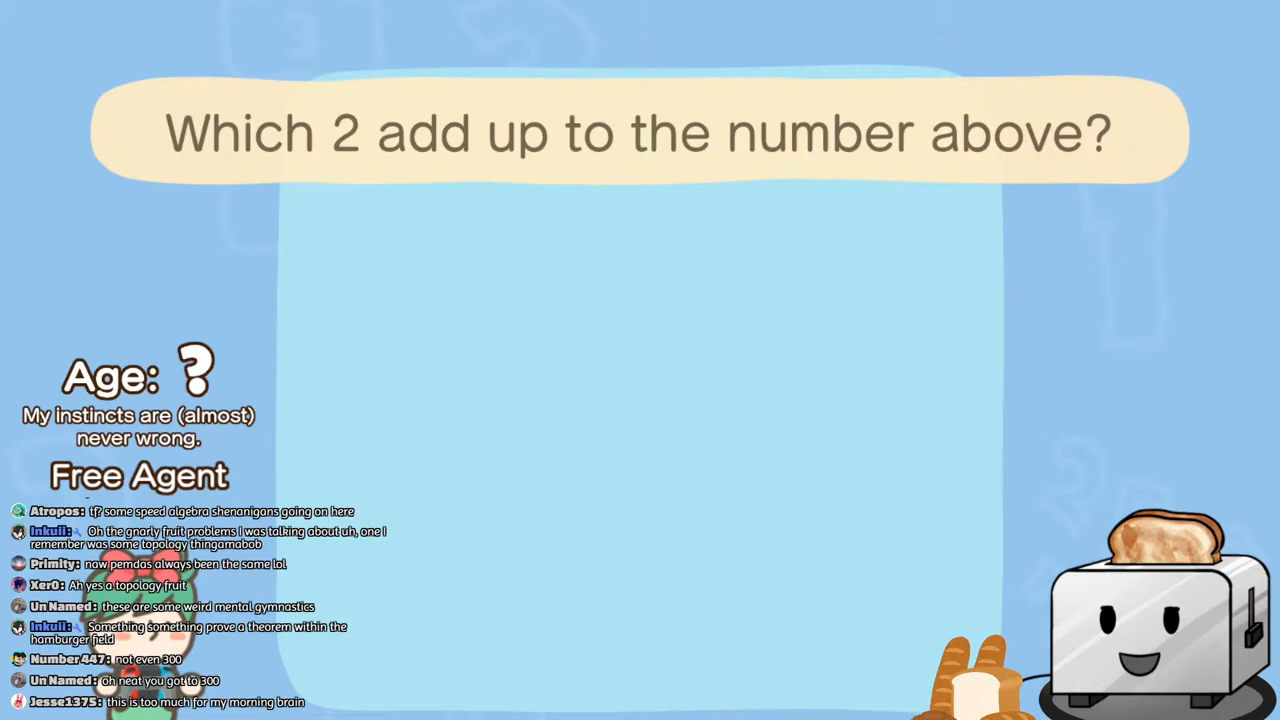 Which 2 add up to the number above?
Age: ?
My instincts are (almost)
never wrong.
Free Agent
Atropos: tf? some speed algebra shenanigans going on here
Inkuii: Oh the gnarly fruit problems I was talking about uh, one I
remember was some topology thingamabob
Primity: naw pemdas always been the same lol
Xer0: Ah yes a topology fruit
Un Named: these are some weird mental gymnastics
Inkuii: Something something prove a theorem within the
hamburger field
Number447: not even 300
Un Named: oh neat you got to 300
Jesse1375: this is too much for my morning brain